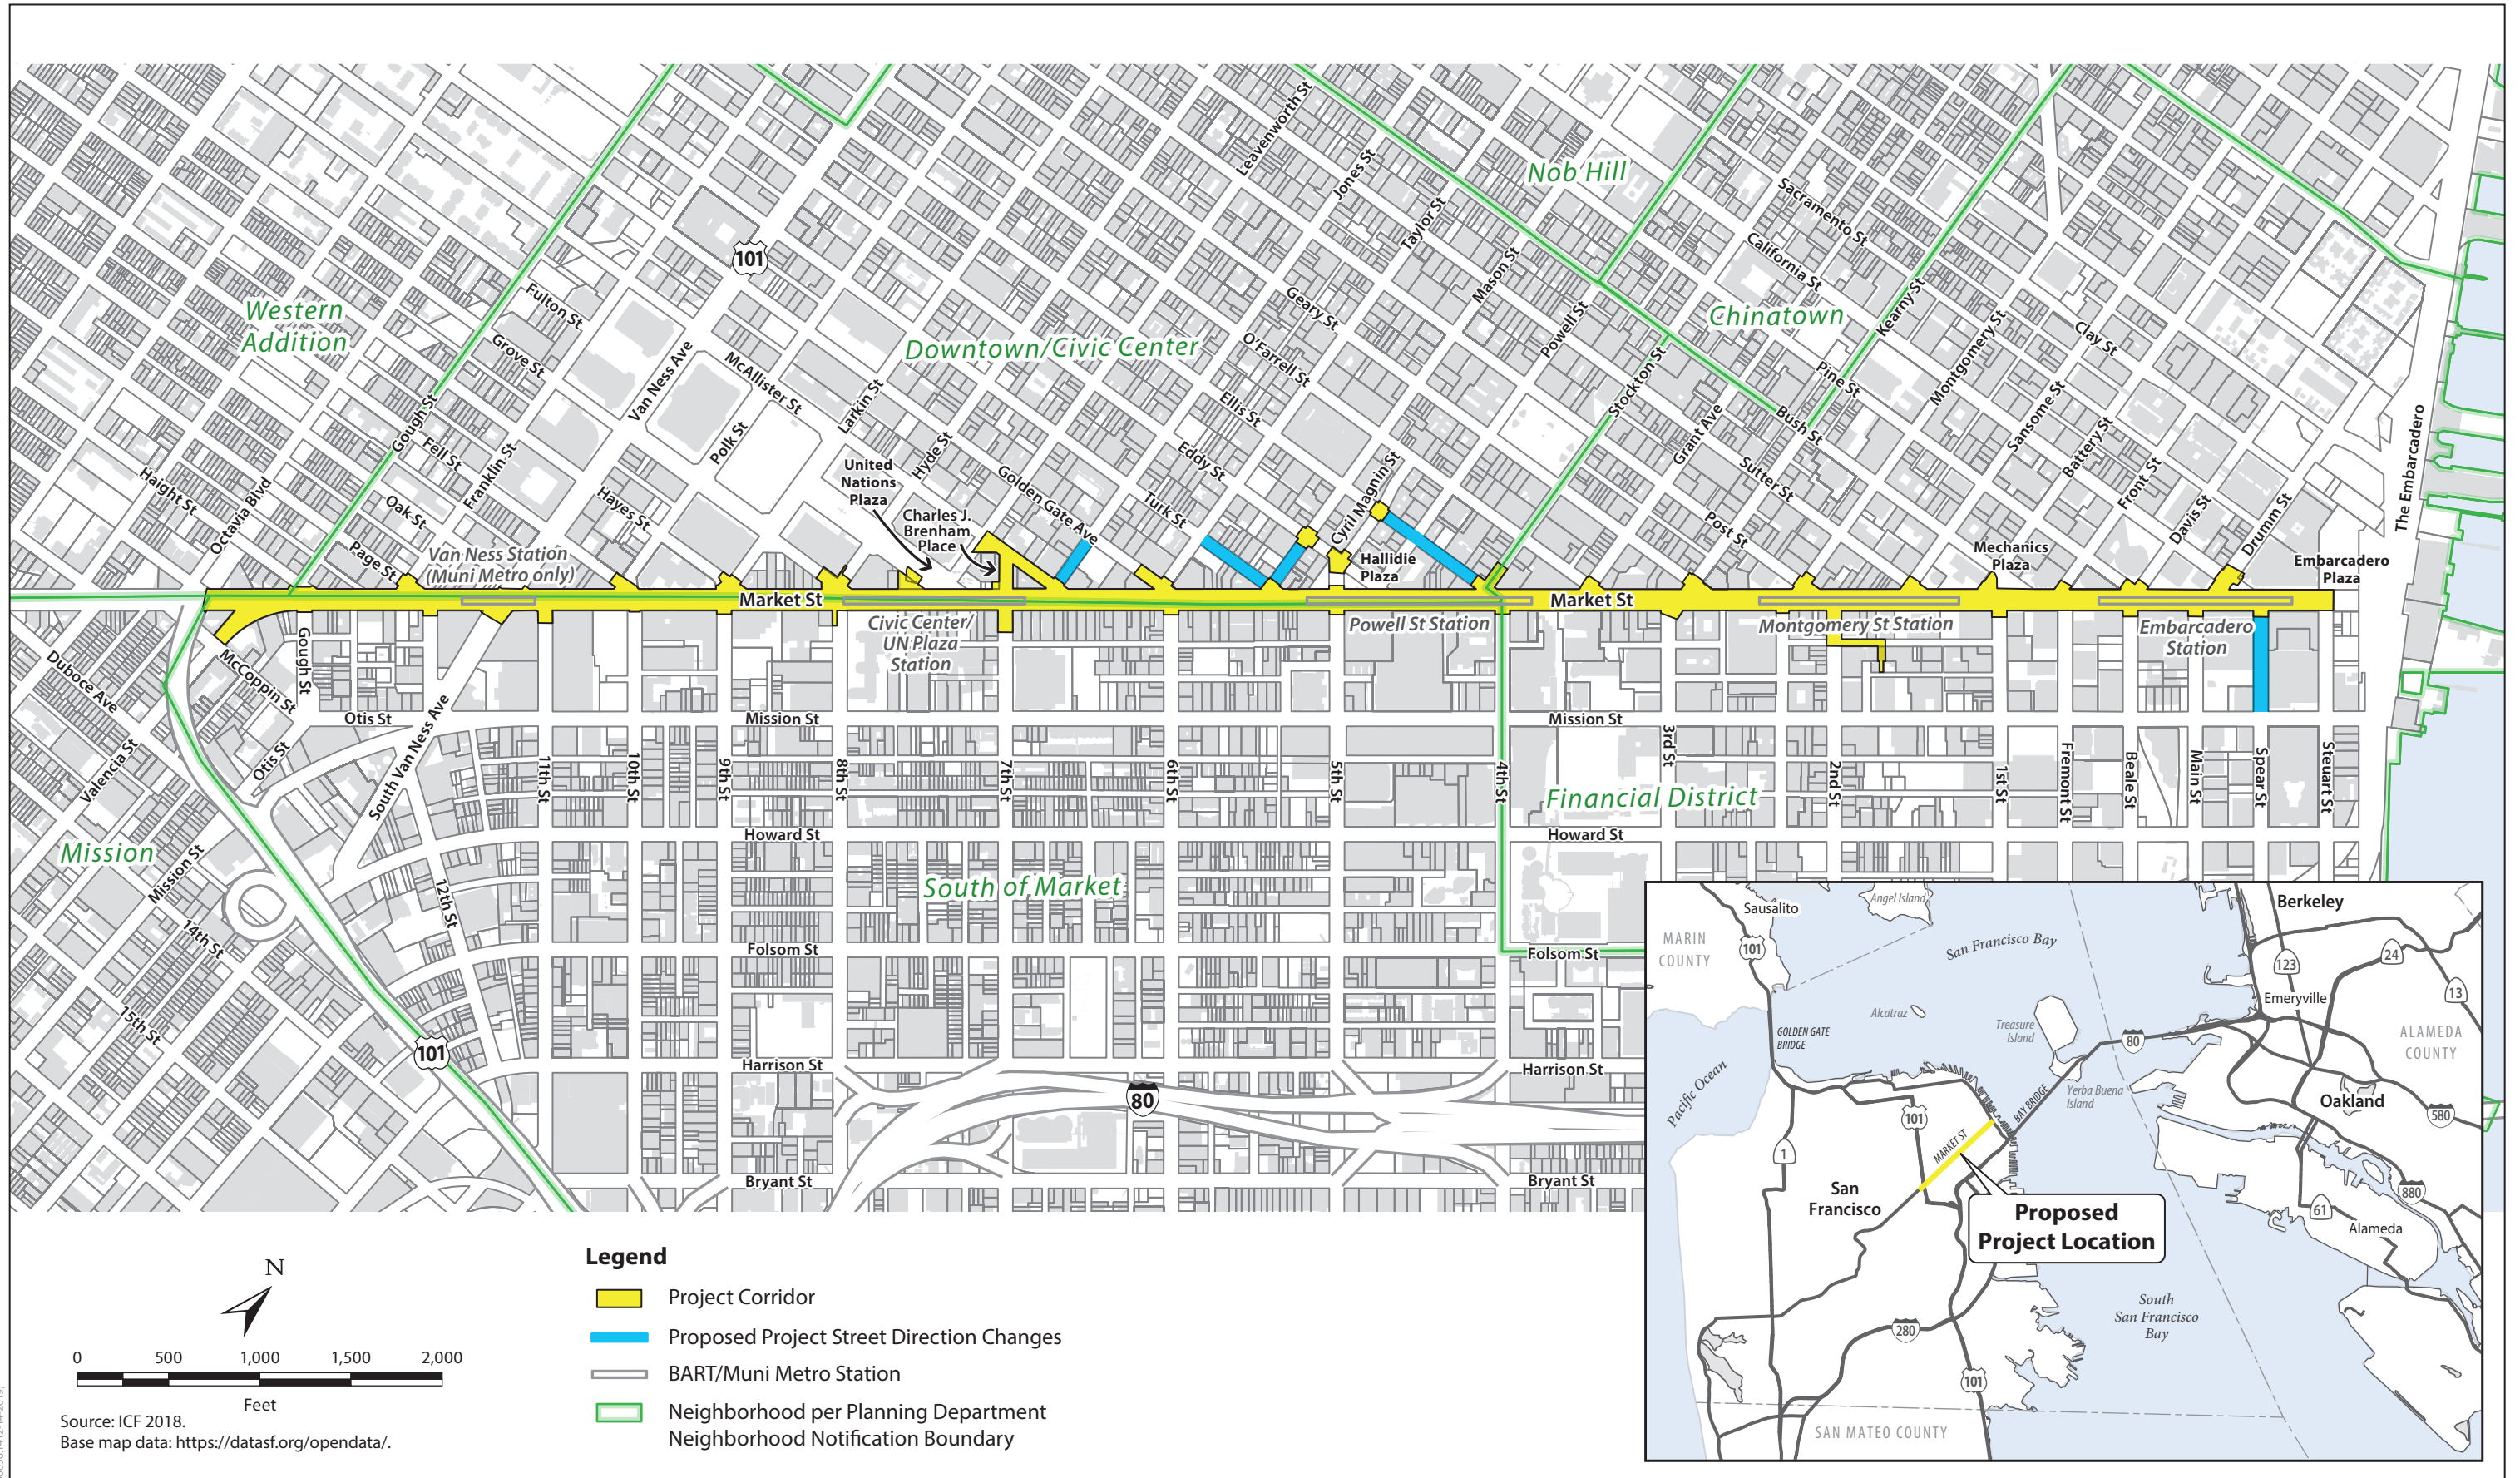 Leavenworth St
Jones St
Taylor St
Mason St
Powell St
Nob Hill
Sacramento St
California St
Chinatown
Kearny St
Montgomery St
Clay St
Pine St
Bush St
Sansome St
Battery St
Front St
Davis St
Drumm St
The Embarcadero
Embarcadero
Plaza
Mechanics
Plaza
Stockton St
Grant Ave
Sutter St
Post St
Geary St
O'Farrell St
Ellis St
Eddy St
Turk St
Golden Gate Ave
Cyril Magnin St
Hallidie
Plaza
Downtown/Civic Center
101
Western
Addition
Fulton St
Grove St
Van Ness Ave
McAllister St
Polk St
Larkin St
Hyde St
United
Nations
Plaza
Charles J.
Brenham
Place
Gough St
Fell St
Franklin St
Oak St
Hayes St
Page St
Haight St
Octavia Blvd
Van Ness Station
(Muni Metro only)
Market St
Market St
Civic Center/
UN Plaza
Station
Powell St Station
Montgomery St Station
Embarcadero
Station
McCoppin St
Gough St
Duboce Ave
Otis St
Otis St
Valencia St
South Van Ness Ave
Mission
Mission St
14th St
15th St
12th St
101
11th St
10th St
9th St
8th St
7th St
6th St
5th St
4th St
3rd St
2nd St
1st St
Fremont St
Beale St
Main St
Spear St
Steuart St
Mission St
Mission St
Howard St
Howard St
Financial District
South of Market
Folsom St
Folsom St
Harrison St
Harrison St
80
Bryant St
Bryant St
Sausalito
Angel Island
Berkeley
MARIN
COUNTY
101
San Francisco Bay
123
24
13
Emeryville
Alcatraz
Treasure
Island
GOLDEN GATE
BRIDGE
80
ALAMEDA
COUNTY
Pacific Ocean
BAY BRIDGE
Yerba Buena
Island
Oakland
580
101
MARKET ST
1
San
Francisco
880
61
Alameda
Proposed
Project Location
South
San Francisco
Bay
280
101
SAN MATEO COUNTY
N
0 500 1,000 1,500 2,000
Feet
Source: ICF 2018.
Base map data: https://datasf.org/opendata/.
Legend
Project Corridor
Proposed Project Street Direction Changes
BART/Muni Metro Station
Neighborhood per Planning Department
Neighborhood Notification Boundary